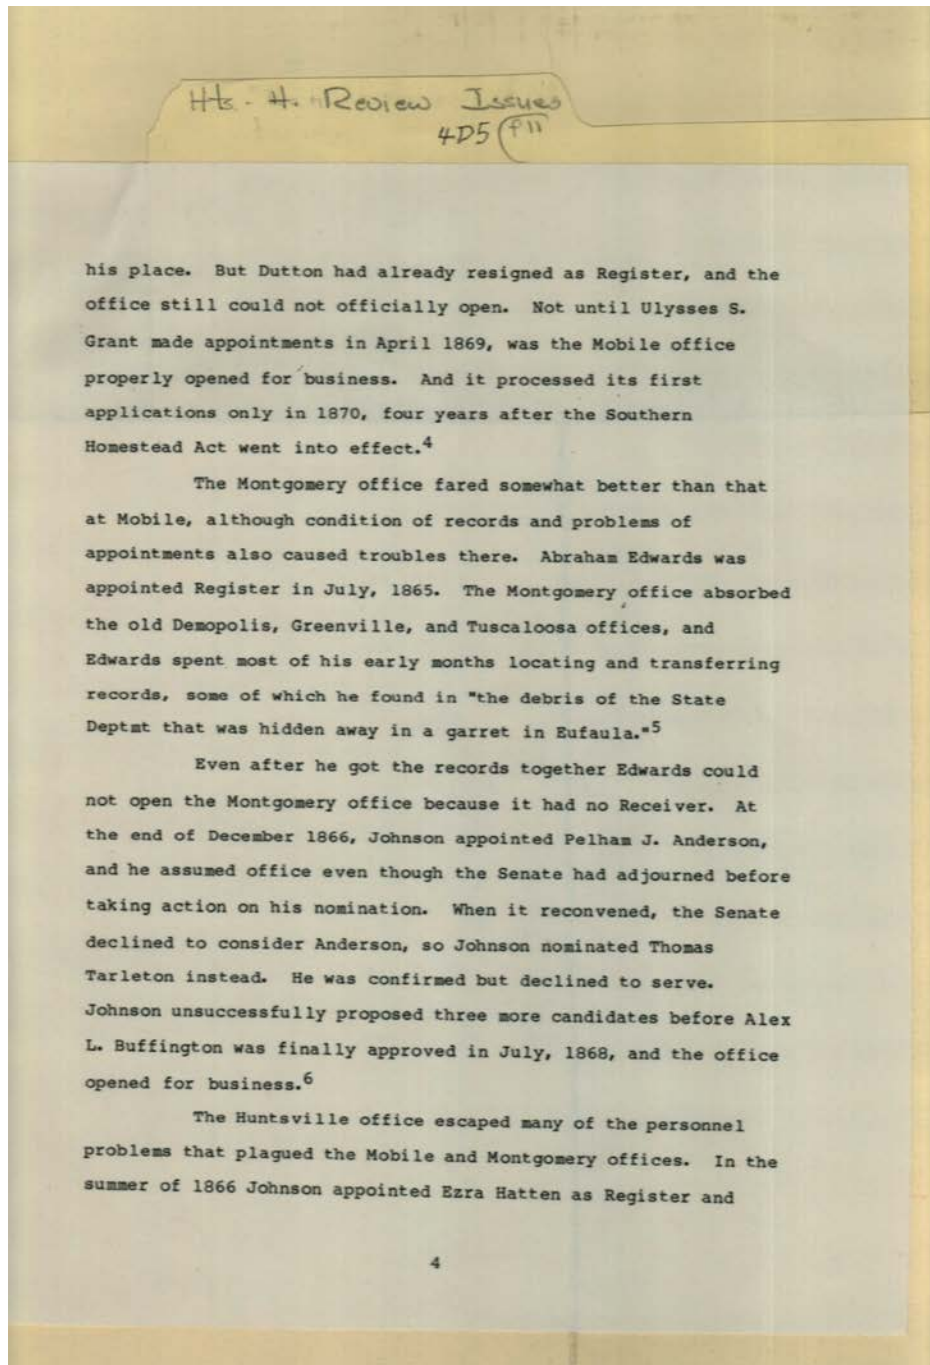 Hts. H. Review Issues
4D5 P 11
his place. But Dutton had already resigned as Register, and the
office still could not officially open. Not until Ulysses S.
Grant made appointments in April 1869, was the Mobile office
properly opened for business. And it processed its first
applications only in 1870, four years after the Southern
Homestead Act went into effect.4
The Montgomery office fared somewhat better than that
at Mobile, although condition of records and problems of
appointments also caused troubles there. Abraham Edwards was
appointed Register in July, 1865. The Montgomery office absorbed
the old Demopolis, Greenville, and Tuscaloosa offices, and
Edwards spent most of his early months locating and transferring
records, some of which he found in "the debris of the State
Deptmt that was hidden away in a garret in Eufaula."5
Even after he got the records together Edwards could
not open the Montgomery office because it had no Receiver. At
the end of December 1866, Johnson appointed Pelham J. Anderson,
and he assumed office even though the Senate had adjourned before
taking action on his nomination. When it reconvened, the Senate
declined to consider Anderson, so Johnson nominated Thomas
Tarleton instead. He was confirmed but declined to serve.
Johnson unsuccessfully proposed three more candidates before Alex
L. Buffington was finally approved in July, 1868, and the office
opened for business.6
The Huntsville office escaped many of the personnel
problems that plagued the Mobile and Montgomery offices. In the
summer of 1866 Johnson appointed Ezra Hatten as Register and
4